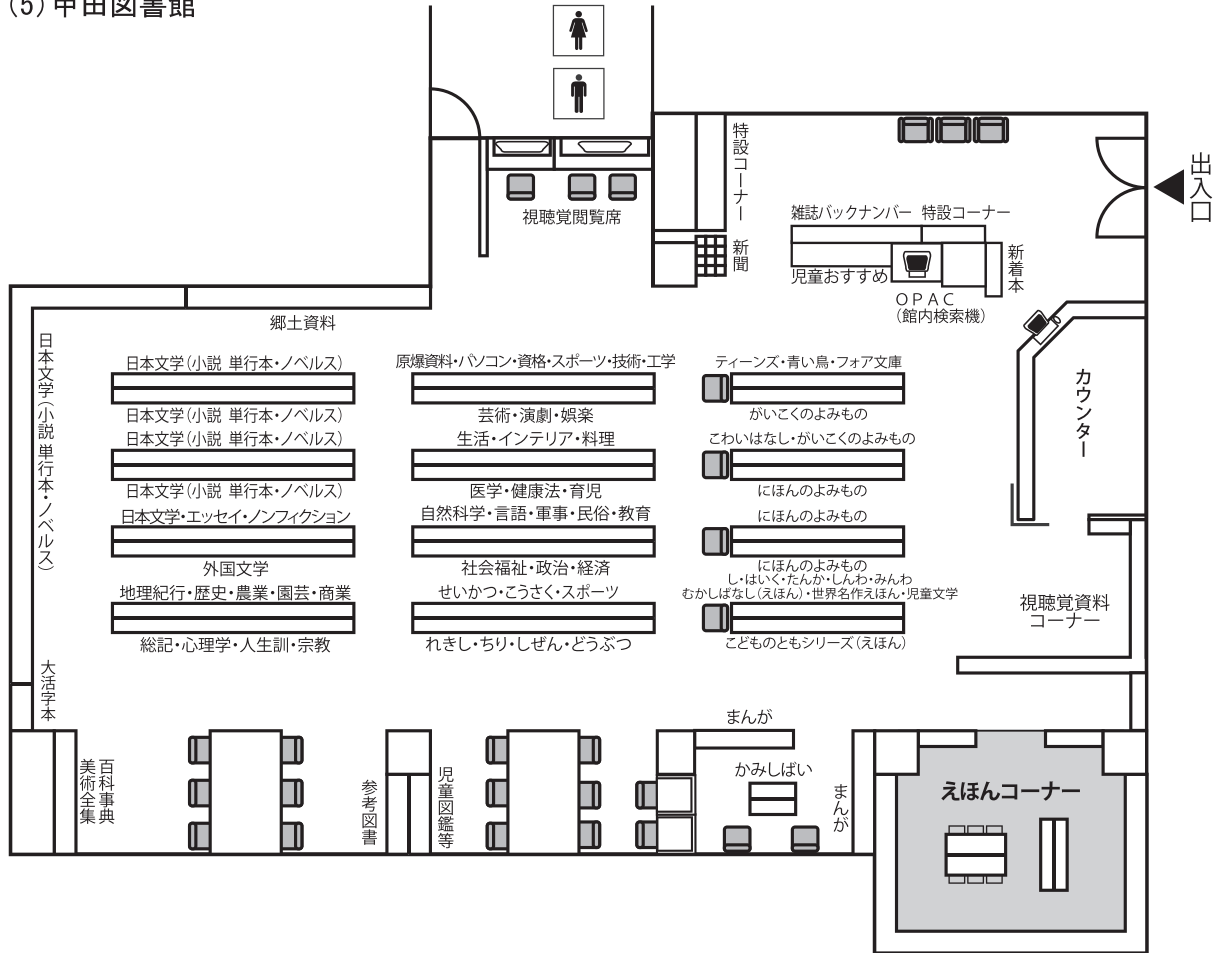 (5)甲田図書館
出入口
特設コーナー
新聞
視聴覚閲覧席
雑誌バックナンバー
特設コーナー
児童おすすめ
新着本
OPAC
(館内検索機)
カウンター
郷土資料
日本文学(小説 単行本・ノベルス)
日本文学(小説 単行本・ノベルス)
日本文学(小説 単行本・ノベルス)
日本文学(小説 単行本・ノベルス)
日本文学(小説 単行本・ノベルス)
日本文学・エッセイ・ノンフィクション
外国文学
地理紀行・歴史・農業・園芸・商業
総記・心理学・人生訓・宗教
原爆資料・パソコン・資格・スポーツ・技術・工学
芸術・演劇・娯楽
生活・インテリア・料理
医学・健康法・育児
自然科学・言語・軍事・民俗・教育
社会福祉・政治・経済
せいかつ・こうさく・スポーツ
れきし・ちり・しぜん・どうぶつ
ティーンズ・青い鳥・フォア文庫
がいこくのよみもの
こわいはなし・がいこくのよみもの
にほんのよみもの
にほんのよみもの
にほんのよみもの
し・はいく・たんか・しんわ・みんわ
むかしばなし(えほん)・世界名作えほん・児童文学
こどものともシリーズ(えほん)
視聴覚資料
コーナー
大活字本
百科事典
美術全集
参考図書
児童図鑑等
まんが
かみしばい
まんが
えほんコーナー